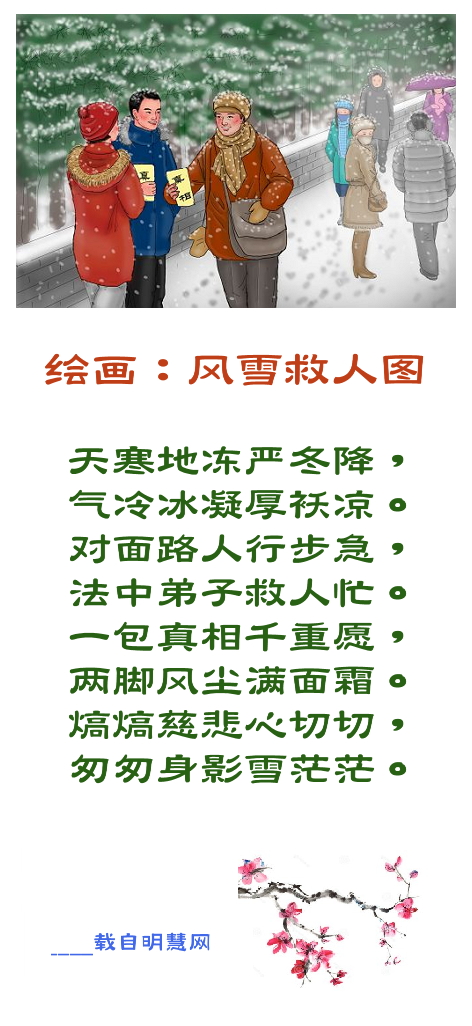 真
真
相
绘画：风雪救人图
天寒地冻严冬降，
气冷冰凝厚袄凉。
对面路人行步急，
法中弟子救人忙。
一包真相千重愿，
两脚风尘满面霜。
熇熇慈悲心切切，
匆匆身影雪茫茫。
____载自明慧网